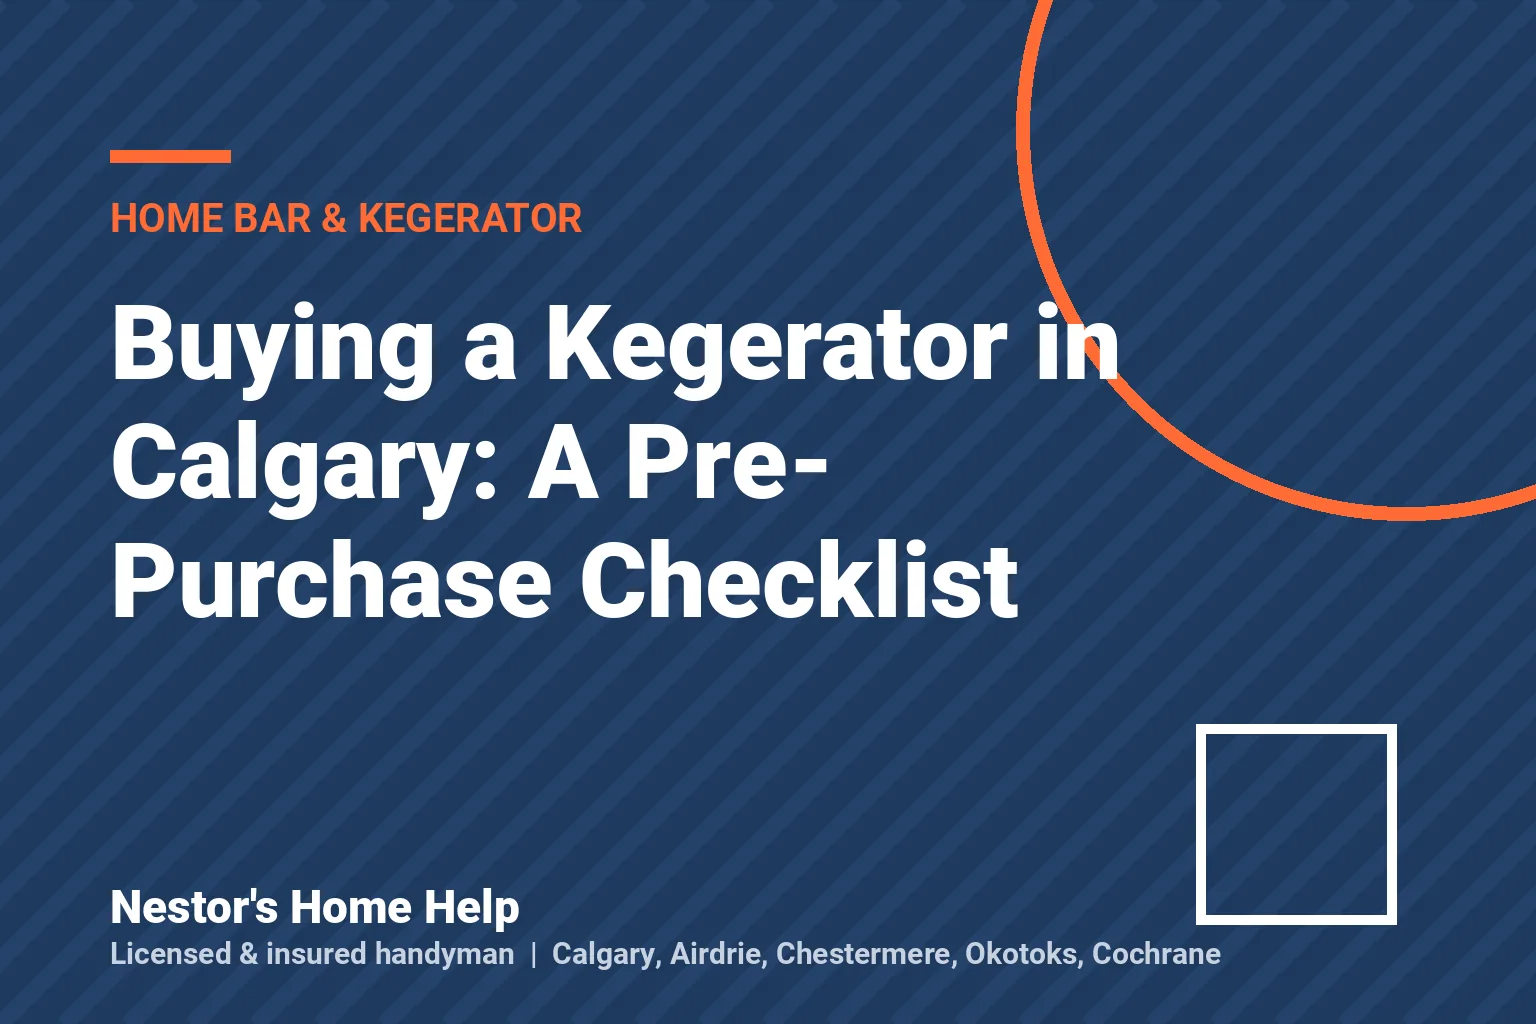 HOME BAR & KEGERATOR
Buying a Kegerator in
Calgary: A Pre-
Purchase Checklist
Nestor's Home Help
Licensed & insured handyman | Calgary, Airdrie, Chestermere, Okotoks, Cochrane